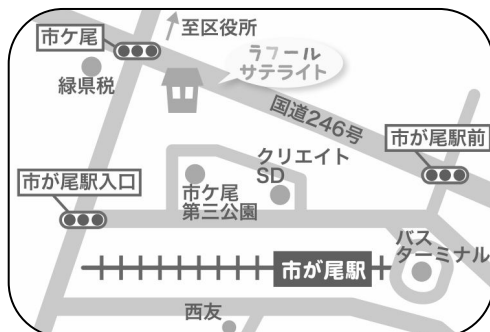 至区役所
市ケ尾
ラフール
サテライト
緑県税
国道246号
市が尾駅前
クリエイト
SD
市が尾駅入口
市ケ尾
第三公園
バス
ターミナル
市が尾駅
西友